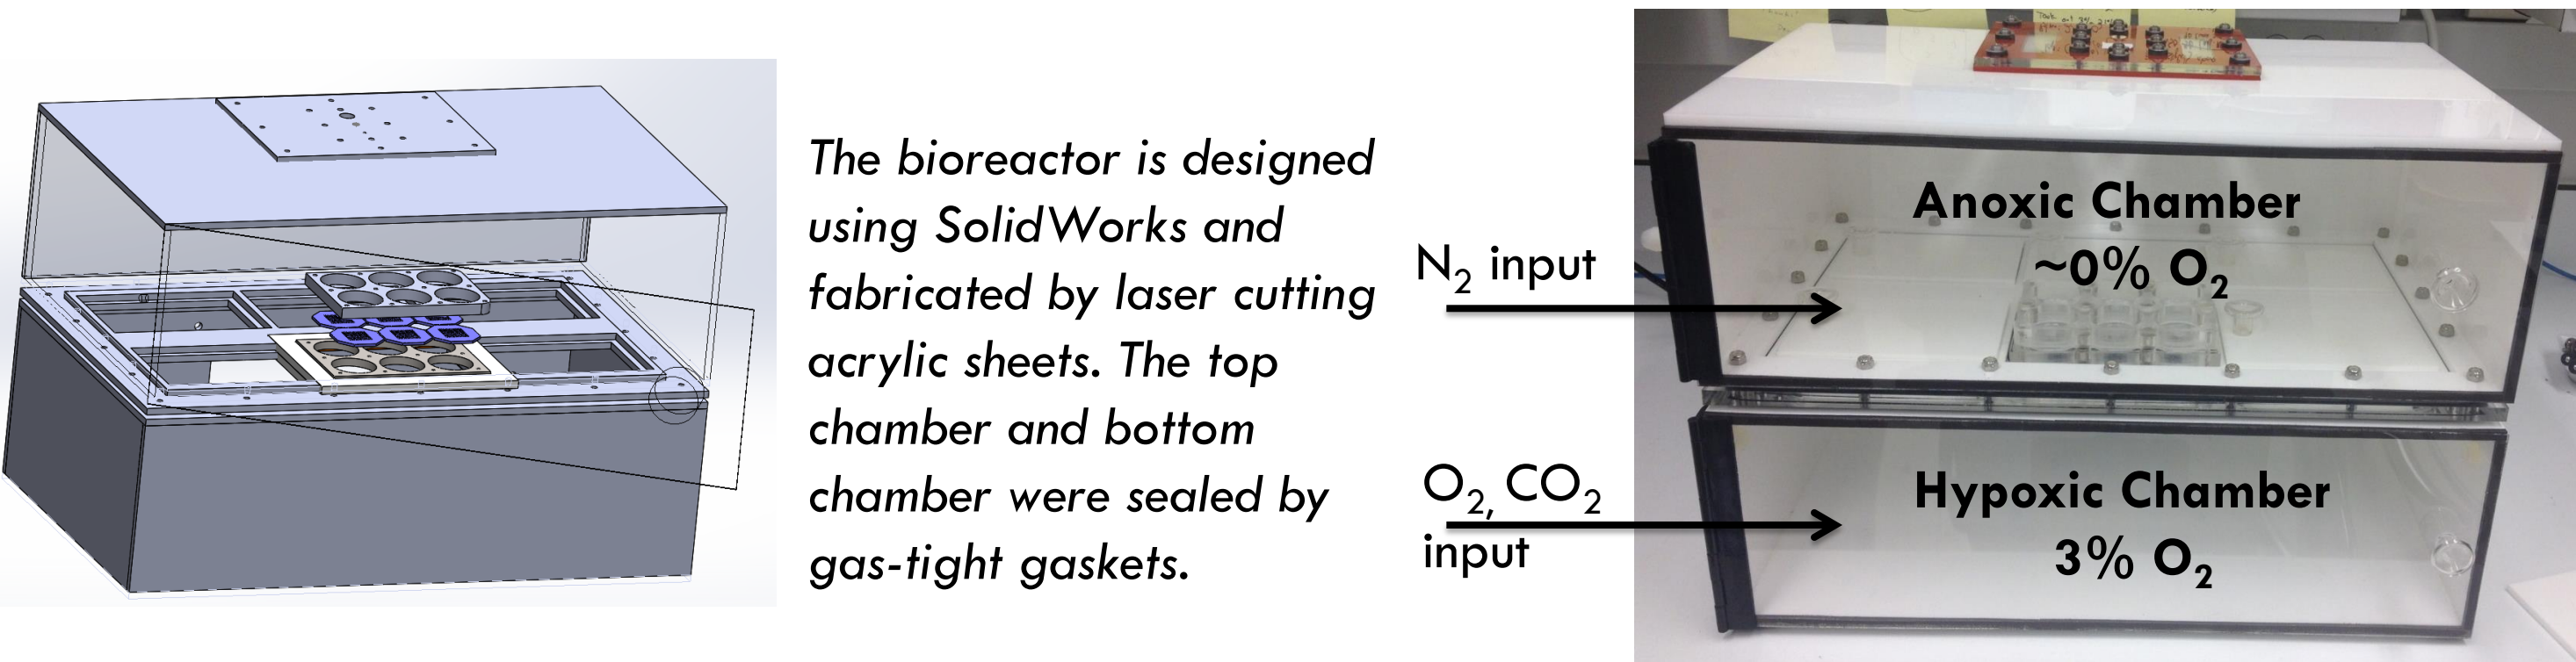 The bioreactor is designed
using SolidWorks and
fabricated by laser cutting
acrylic sheets. The top
chamber and bottom
chamber were sealed by
gas-tight gaskets.
N₂ input
O₂, CO₂
input
Anoxic Chamber
~0% O₂
Hypoxic Chamber
3% O₂